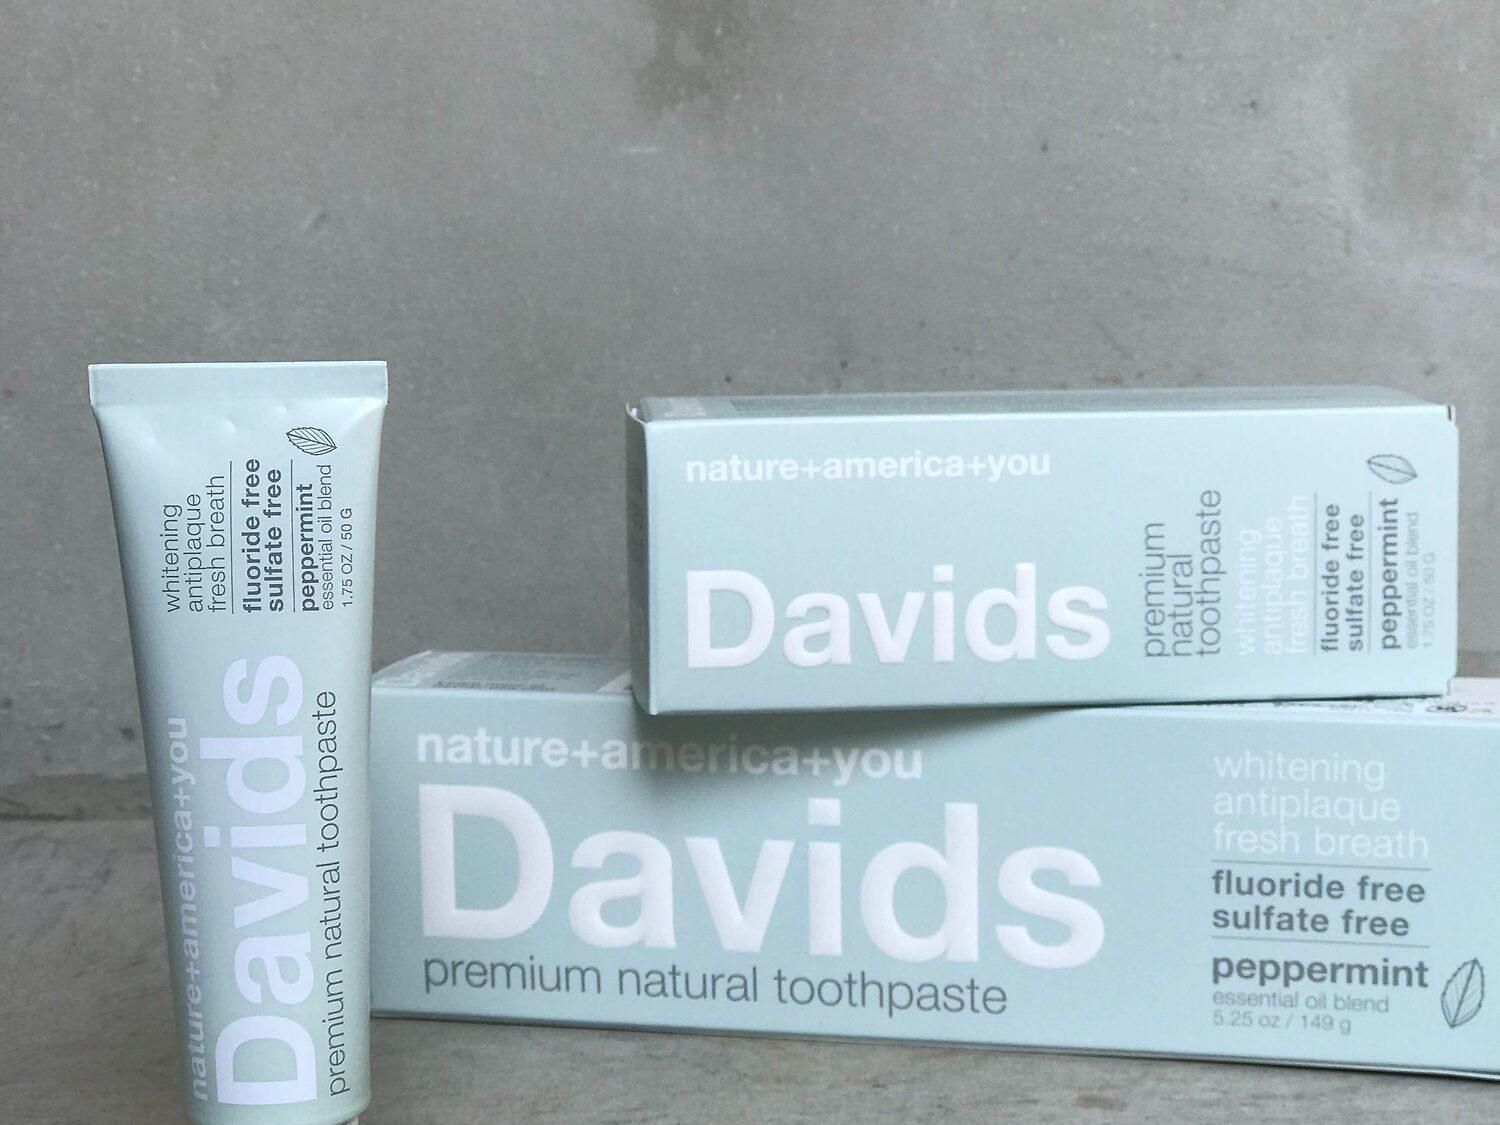 nature+america+you
Davids
premium natural toothpaste
whitening
antiplaque
fresh breath
fluoride free
sulfate free
peppermint
essential oil blend
1.75 OZ / 50 G
nature+america+you
Davids
premium
natural
toothpaste
whitening
antiplaque
fresh breath
fluoride free
sulfate free
peppermint
essential oil blend
1.75 OZ / 50 G
nature+america+you
Davids
premium natural toothpaste
whitening
antiplaque
fresh breath
fluoride free
sulfate free
peppermint
essential oil blend
5.25 oz / 149 g